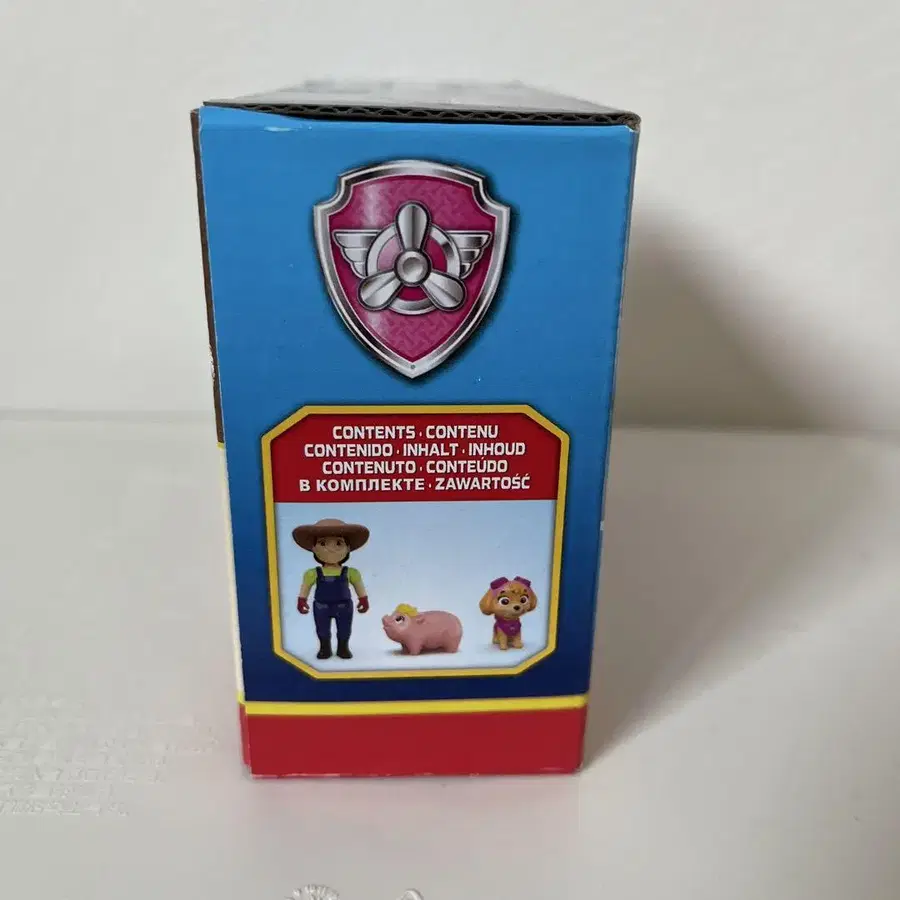 CONTENTS · CONTENU
CONTENIDO · INHALT · INHOUD
CONTENUTO · CONTEÚDO
В КОМПЛЕКТЕ · ZAWARTOŚĆ